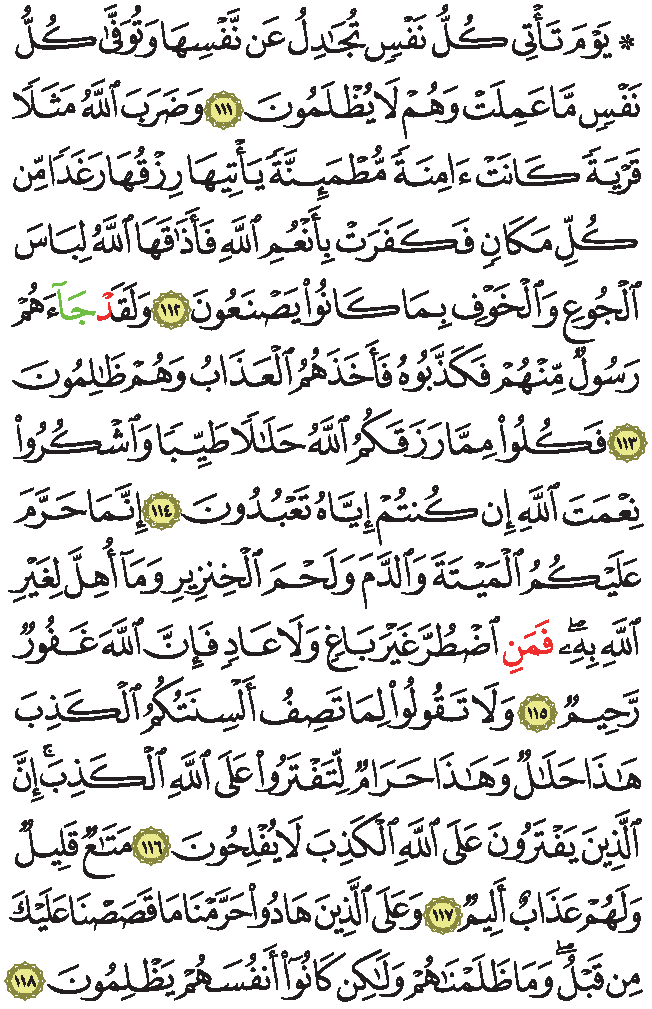 ۞ يَوْمَ تَأْتِى كُلُّ نَفْسٍ تُجَٰدِلُ عَن نَّفْسِهَا وَتُوَفَّىٰ كُلُّ
نَفْسٍ مَّا عَمِلَتْ وَهُمْ لَا يُظْلَمُونَ ١١١ وَضَرَبَ ٱللَّهُ مَثَلًا
قَرْيَةً كَانَتْ ءَامِنَةً مُّطْمَئِنَّةً يَأْتِيهَا رِزْقُهَا رَغَدًا مِّن
كُلِّ مَكَانٍ فَكَفَرَتْ بِأَنْعُمِ ٱللَّهِ فَأَذَٰقَهَا ٱللَّهُ لِبَاسَ
ٱلْجُوعِ وَٱلْخَوْفِ بِمَا كَانُوا۟ يَصْنَعُونَ ١١٢ وَلَقَدْ جَآءَهُمْ
رَسُولٌ مِّنْهُمْ فَكَذَّبُوهُ فَأَخَذَهُمُ ٱلْعَذَابُ وَهُمْ ظَٰلِمُونَ
١١٣ فَكُلُوا۟ مِمَّا رَزَقَكُمُ ٱللَّهُ حَلَٰلًا طَيِّبًا وَٱشْكُرُوا۟
نِعْمَتَ ٱللَّهِ إِن كُنتُمْ إِيَّاهُ تَعْبُدُونَ ١١٤ إِنَّمَا حَرَّمَ
عَلَيْكُمُ ٱلْمَيْتَةَ وَٱلدَّمَ وَلَحْمَ ٱلْخِنزِيرِ وَمَآ أُهِلَّ لِغَيْرِ
ٱللَّهِ بِهِۦ ۖ فَمَنِ ٱضْطُرَّ غَيْرَ بَاغٍ وَلَا عَادٍ فَإِنَّ ٱللَّهَ غَفُورٌ
رَّحِيمٌ ١١٥ وَلَا تَقُولُوا۟ لِمَا تَصِفُ أَلْسِنَتُكُمُ ٱلْكَذِبَ
هَٰذَا حَلَٰلٌ وَهَٰذَا حَرَامٌ لِّتَفْتَرُوا۟ عَلَى ٱللَّهِ ٱلْكَذِبَ ۚ إِنَّ
ٱلَّذِينَ يَفْتَرُونَ عَلَى ٱللَّهِ ٱلْكَذِبَ لَا يُفْلِحُونَ ١١٦ مَتَٰعٌ قَلِيلٌ
وَلَهُمْ عَذَابٌ أَلِيمٌ ١١٧ وَعَلَى ٱلَّذِينَ هَادُوا۟ حَرَّمْنَا مَا قَصَصْنَا عَلَيْكَ
مِن قَبْلُ ۖ وَمَا ظَلَمْنَٰهُمْ وَلَٰكِن كَانُوٓا۟ أَنفُسَهُمْ يَظْلِمُونَ ١١٨